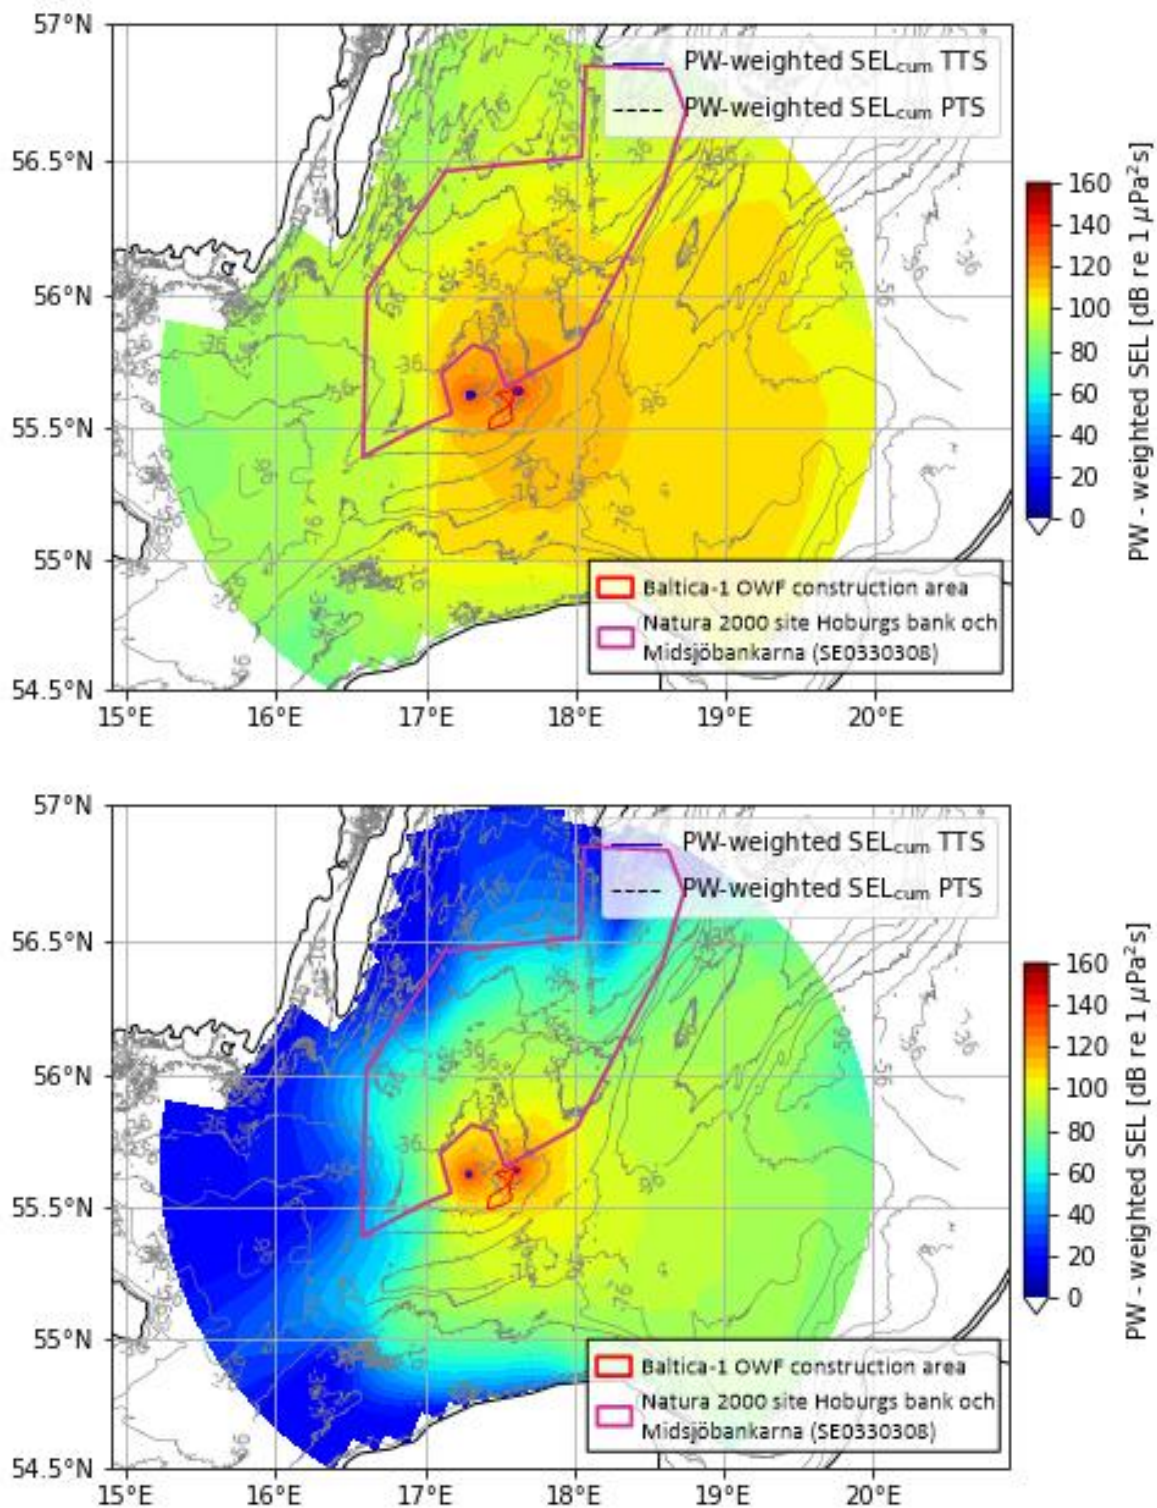 57°N
PW-weighted SELcum TTS
PW-weighted SELcum PTS
56.5°N
56°N
55.5°N
55°N
54.5°N
15°E 16°E 17°E 18°E 19°E 20°E
160
140
120
100
80
60
40
20
0
PW - weighted SEL [dB re 1 µPa²s]
Baltica-1 OWF construction area
Natura 2000 site Hoburgs bank och
Midsjöbankarna (SE0330308)
57°N
PW-weighted SELcum TTS
PW-weighted SELcum PTS
56.5°N
56°N
55.5°N
55°N
54.5°N
15°E 16°E 17°E 18°E 19°E 20°E
160
140
120
100
80
60
40
20
0
PW - weighted SEL [dB re 1 µPa²s]
Baltica-1 OWF construction area
Natura 2000 site Hoburgs bank och
Midsjöbankarna (SE0330308)